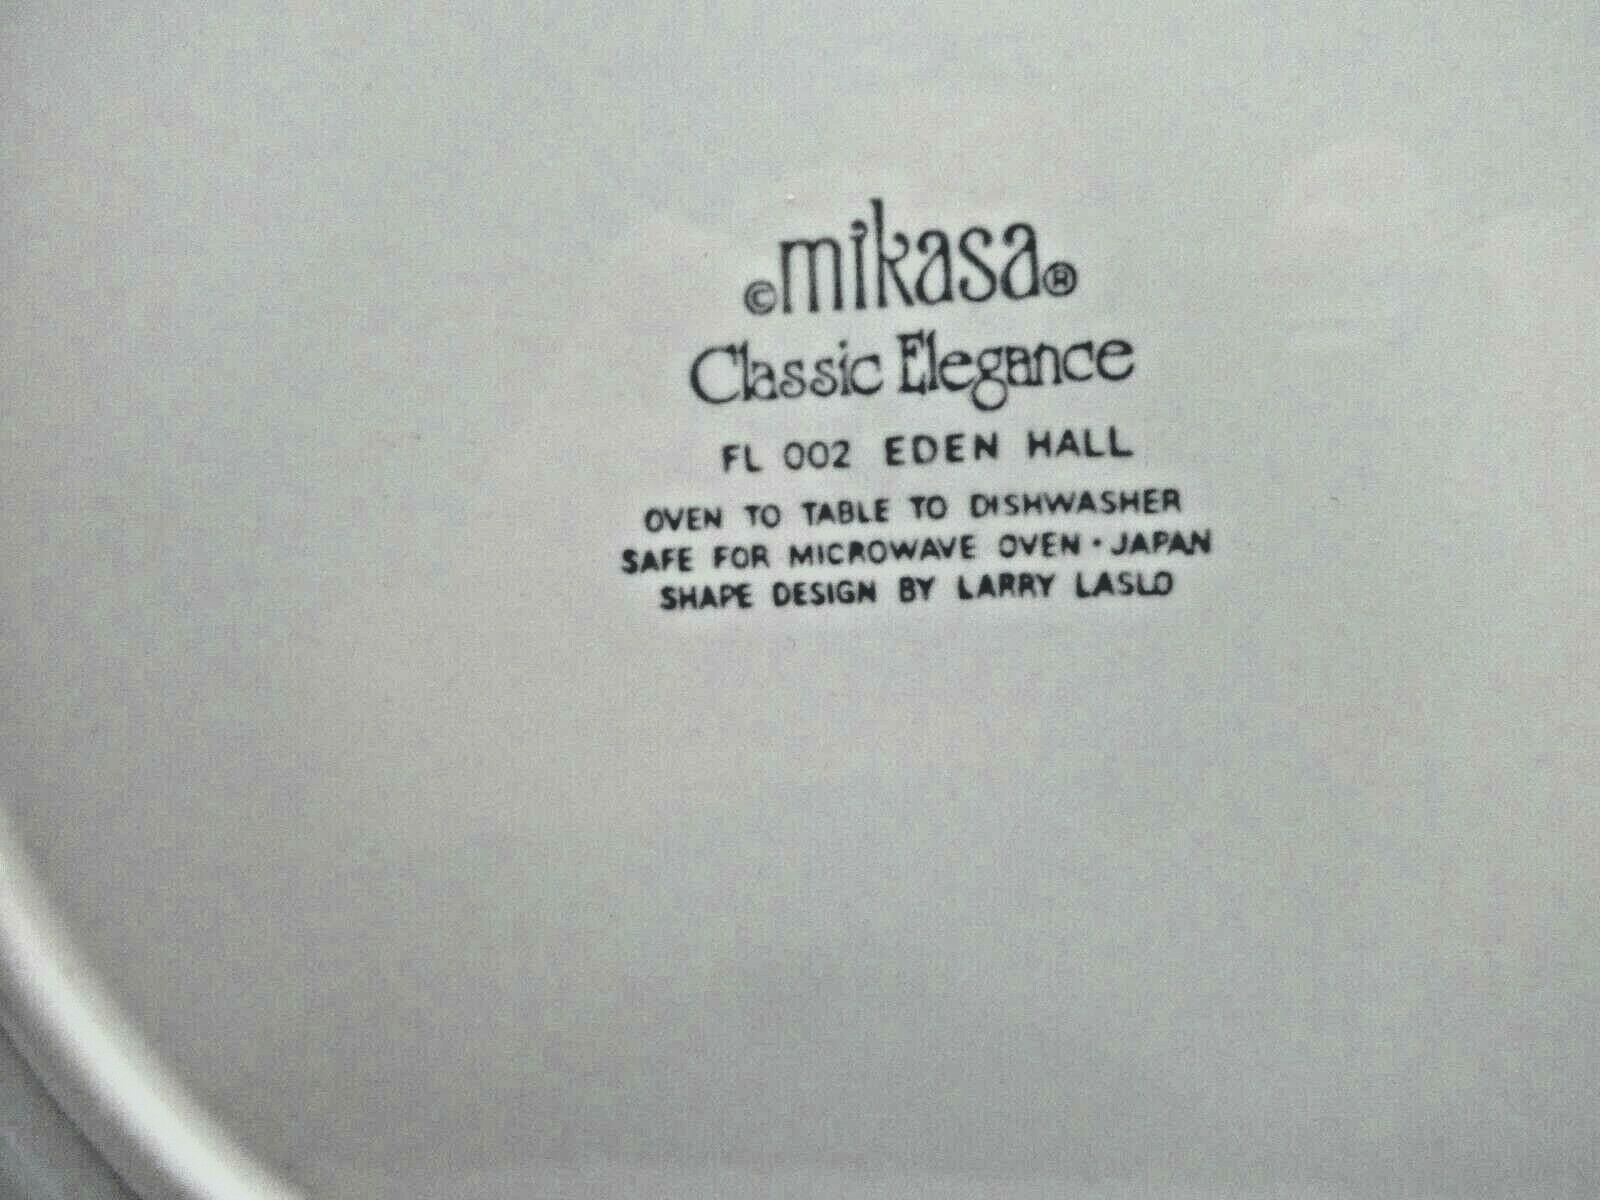 ©mikasa®
Classic Elegance
FL 002 EDEN HALL
OVEN TO TABLE TO DISHWASHER
SAFE FOR MICROWAVE OVEN · JAPAN
SHAPE DESIGN BY LARRY LASLO